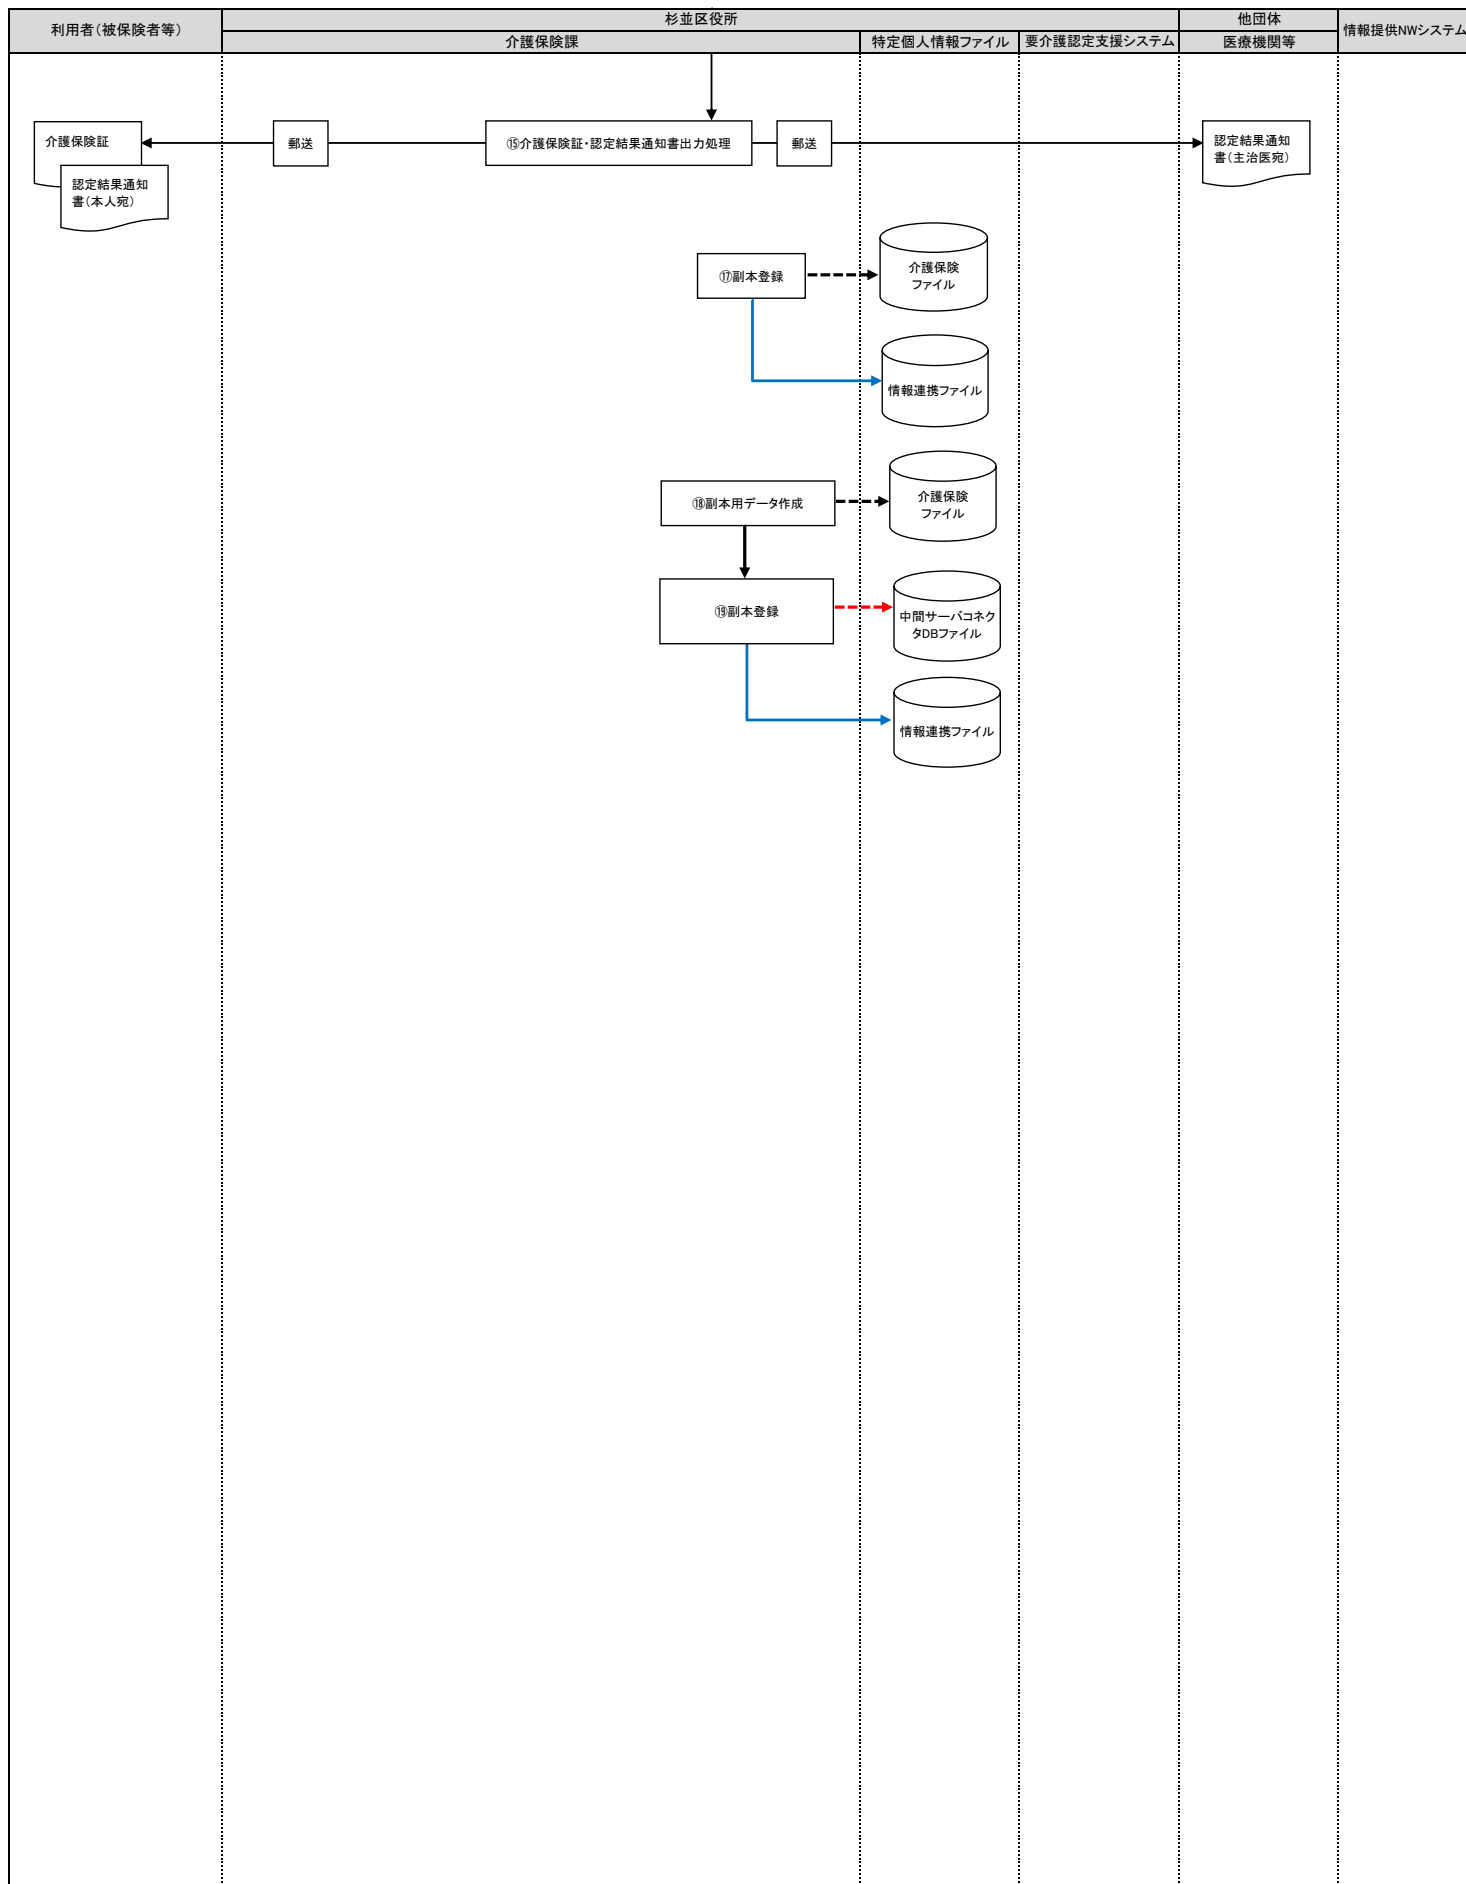 利用者（被保険者等）
杉並区役所
他団体
情報提供NWシステム
介護保険課
特定個人情報ファイル
要介護認定支援システム
医療機関等
介護保険証
郵送
⑮介護保険証・認定結果通知書出力処理
郵送
認定結果通知
書（主治医宛）
認定結果通知
書（本人宛）
⑰副本登録
介護保険
ファイル
情報連携ファイル
⑱副本用データ作成
介護保険
ファイル
⑲副本登録
中間サーバコネク
タDBファイル
情報連携ファイル